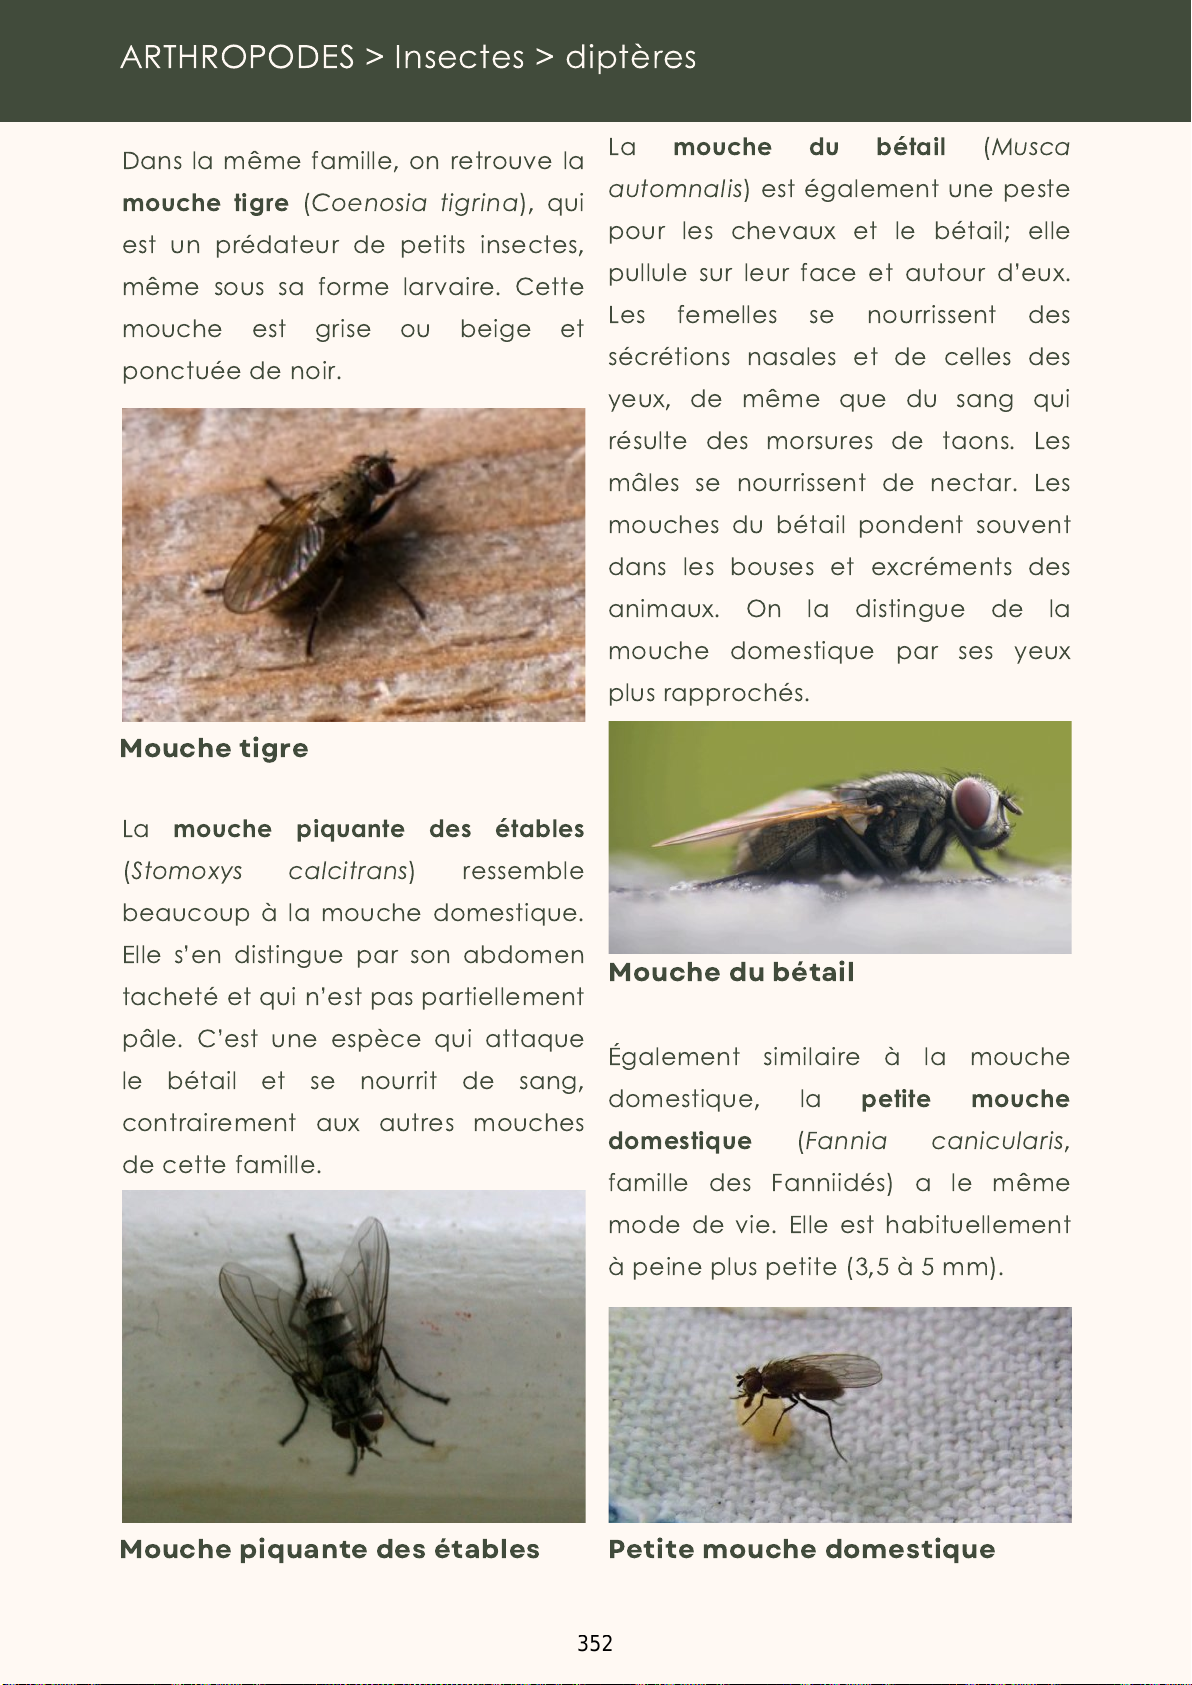 ARTHROPODES > Insectes > diptères
Dans la même famille, on retrouve la
mouche tigre (Coenosia tigrina), qui
est un prédateur de petits insectes,
même sous sa forme larvaire. Cette
mouche est grise ou beige et
ponctuée de noir.
Mouche tigre
La mouche piquante des étables
(Stomoxys calcitrans) ressemble
beaucoup à la mouche domestique.
Elle s'en distingue par son abdomen
tacheté et qui n'est pas partiellement
pâle. C'est une espèce qui attaque
le bétail et se nourrit de sang,
contrairement aux autres mouches
de cette famille.
Mouche piquante des étables
La mouche du bétail (Musca
automnalis) est également une peste
pour les chevaux et le bétail; elle
pullule sur leur face et autour d'eux.
Les femelles se nourrissent des
sécrétions nasales et de celles des
yeux, de même que du sang qui
résulte des morsures de taons. Les
mâles se nourrissent de nectar. Les
mouches du bétail pondent souvent
dans les bouses et excréments des
animaux. On la distingue de la
mouche domestique par ses yeux
plus rapprochés.
Mouche du bétail
Également similaire à la mouche
domestique, la petite mouche
domestique (Fannia canicularis,
famille des Fanniidés) a le même
mode de vie. Elle est habituellement
à peine plus petite (3,5 à 5 mm).
Petite mouche domestique
352